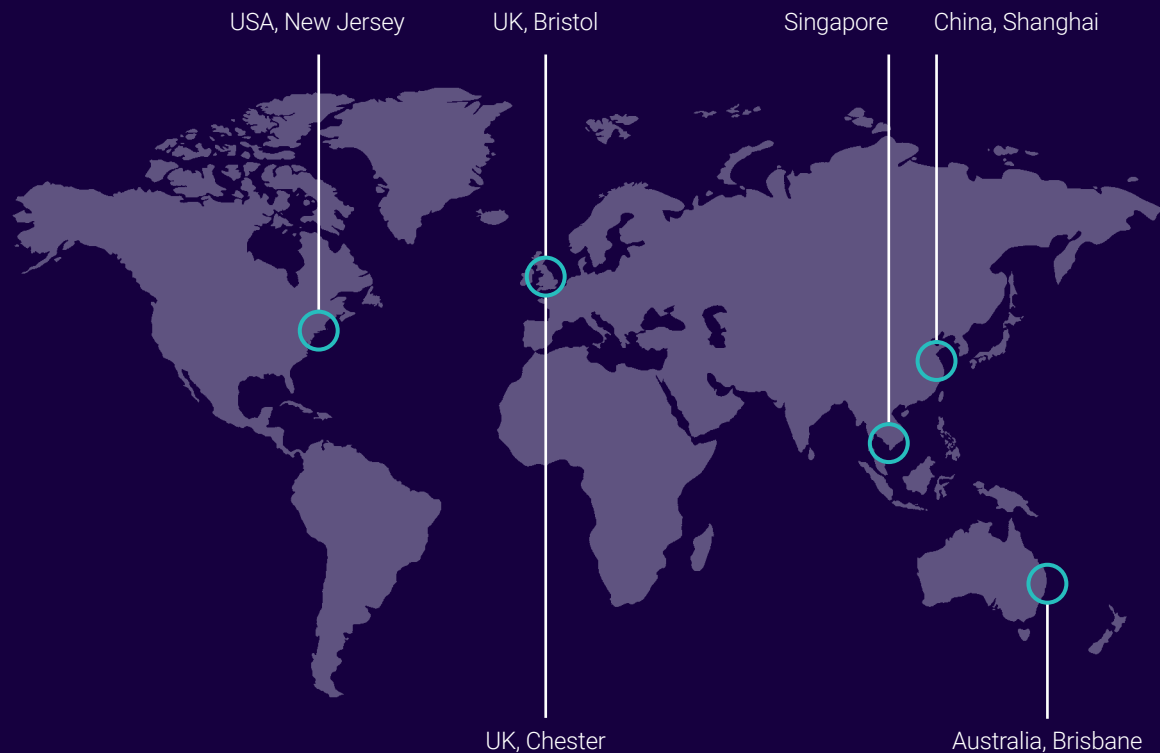 USA, New Jersey
UK, Bristol
Singapore
China, Shanghai
UK, Chester
Australia, Brisbane